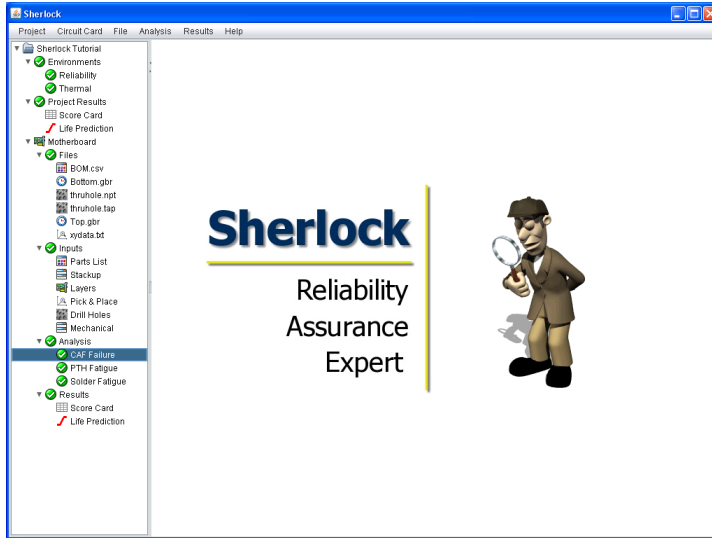 Sherlock
Project Circuit Card File Analysis Results Help
Sherlock Tutorial
Environments
Reliability
Thermal
Project Results
Score Card
Life Prediction
Motherboard
Files
BOM.csv
Bottom.gbr
thruhole.npt
thruhole.tap
Top.gbr
xydata.txt
Inputs
Parts List
Stackup
Layers
Pick & Place
Drill Holes
Mechanical
Analysis
CAF Failure
PTH Fatigue
Solder Fatigue
Results
Score Card
Life Prediction
Sherlock
Reliability
Assurance
Expert